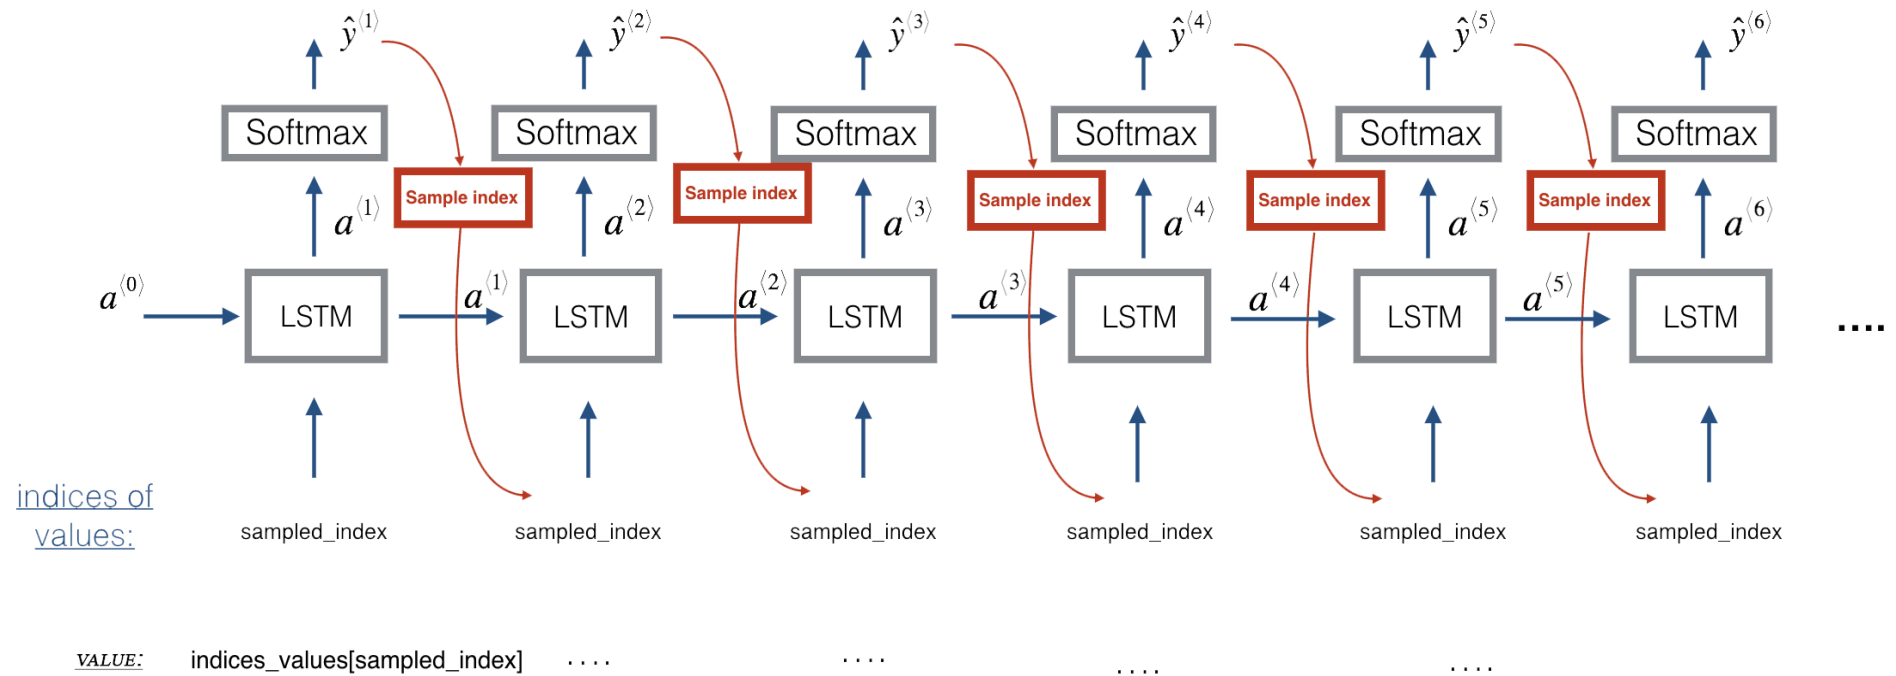 ŷ⟨1⟩ ŷ⟨2⟩ ŷ⟨3⟩ ŷ⟨4⟩ ŷ⟨5⟩ ŷ⟨6⟩
Softmax Softmax Softmax Softmax Softmax Softmax
Sample index Sample index Sample index Sample index Sample index
a⟨1⟩ a⟨2⟩ a⟨3⟩ a⟨4⟩ a⟨5⟩ a⟨6⟩
a⟨0⟩ a⟨1⟩ a⟨2⟩ a⟨3⟩ a⟨4⟩ a⟨5⟩
LSTM LSTM LSTM LSTM LSTM LSTM ....
indices of
values:
sampled_index sampled_index sampled_index sampled_index sampled_index sampled_index
VALUE: indices_values[sampled_index] .... .... .... ....